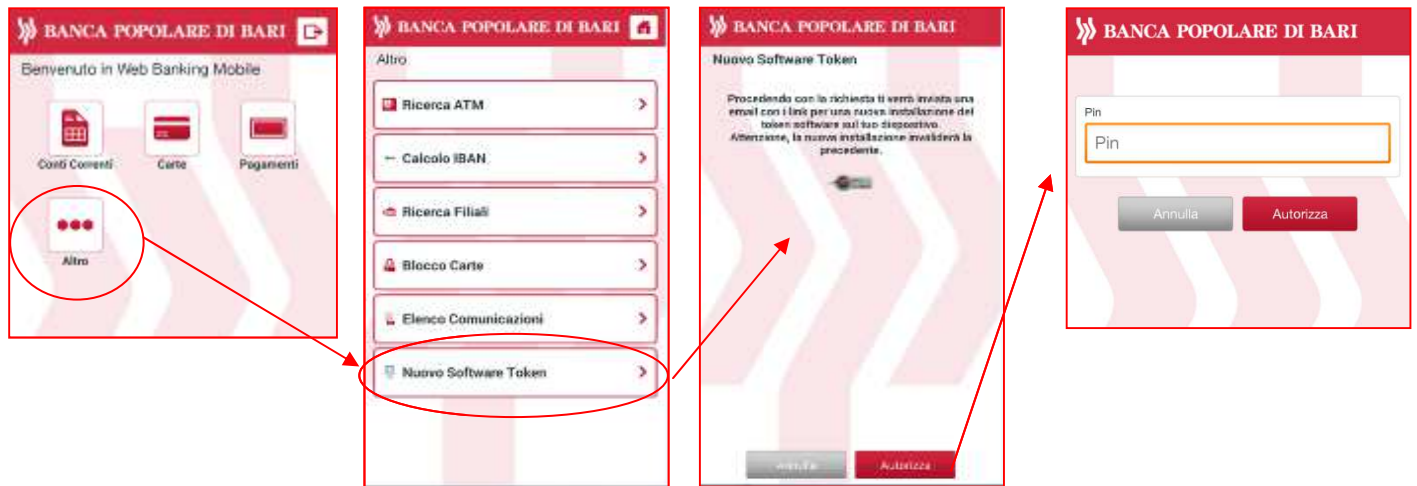 BANCA POPOLARE DI BARI
Benvenuto in Web Banking Mobile
Conti Correnti
Carte
Pagamenti
Altro
BANCA POPOLARE DI BARI
Altro
Ricerca ATM
Calcolo IBAN
Ricerca Filiali
Blocco Carte
Elenco Comunicazioni
Nuovo Software Token
BANCA POPOLARE DI BARI
Nuovo Software Token
Procedendo con la richiesta ti verrà inviata una
email con i link per una nuova installazione del
token software sul tuo dispositivo.
Attenzione, la nuova installazione invaliderà la
precedente.
Annulla
Autorizza
BANCA POPOLARE DI BARI
Pin
Pin
Annulla
Autorizza